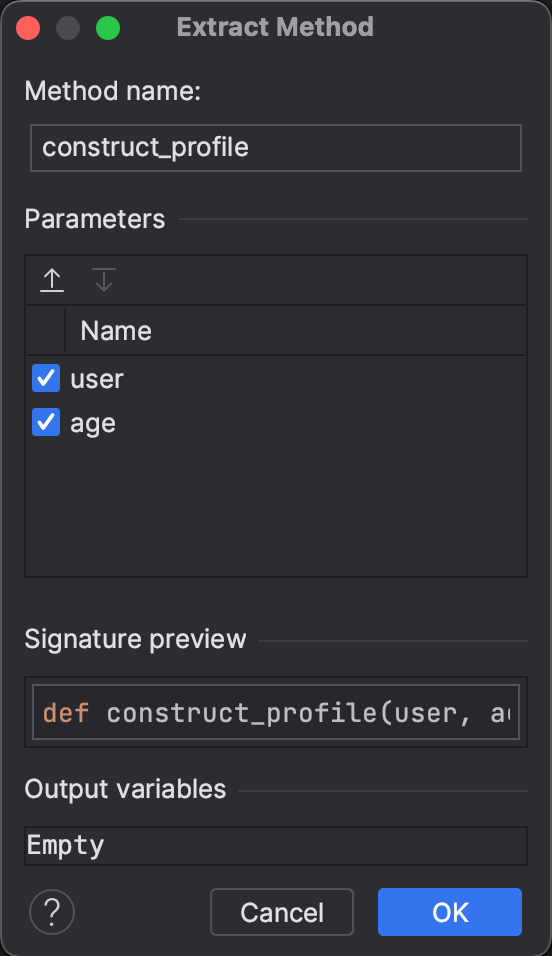 Extract Method
Method name:
construct_profile
Parameters
Name
user
age
Signature preview
def construct_profile(user,
Output variables
Empty
?
Cancel
OK